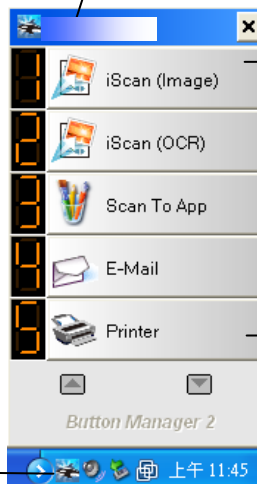 1 iScan (Image)
2 iScan (OCR)
3 Scan To App
4 E-Mail
5 Printer
Button Manager 2
上午 11:45